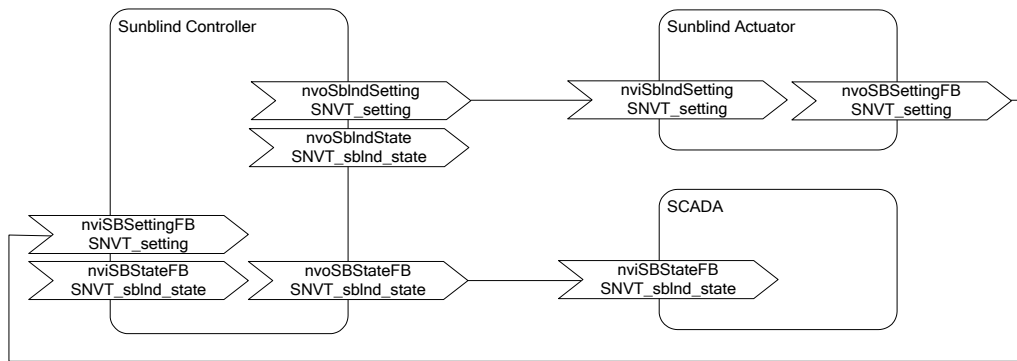 Sunblind Controller
Sunblind Actuator
nvoSblndSetting
SNVT_setting
nviSblndSetting
SNVT_setting
nvoSBSettingFB
SNVT_setting
nvoSblndState
SNVT_sblnd_state
SCADA
nviSBSettingFB
SNVT_setting
nviSBStateFB
SNVT_sblnd_state
nvoSBStateFB
SNVT_sblnd_state
nviSBStateFB
SNVT_sblnd_state